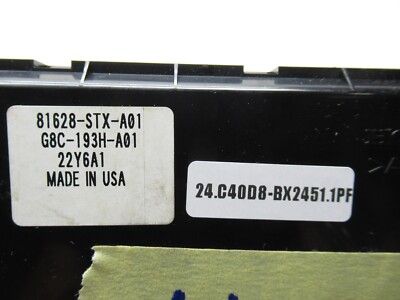 81628-STX-A01
G8C-193H-A01
22Y6A1
MADE IN USA
24.C40D8-BX2451.1PF